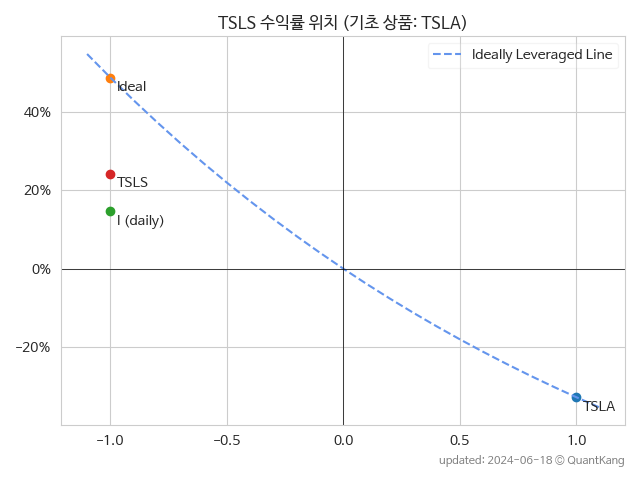 TSLS 수익률 위치 (기초 상품: TSLA)
Ideally Leveraged Line
Ideal
40%
TSLS
20%
I (daily)
0%
−20%
TSLA
−1.0
−0.5
0.0
0.5
1.0
updated: 2024-06-18 © QuantKang